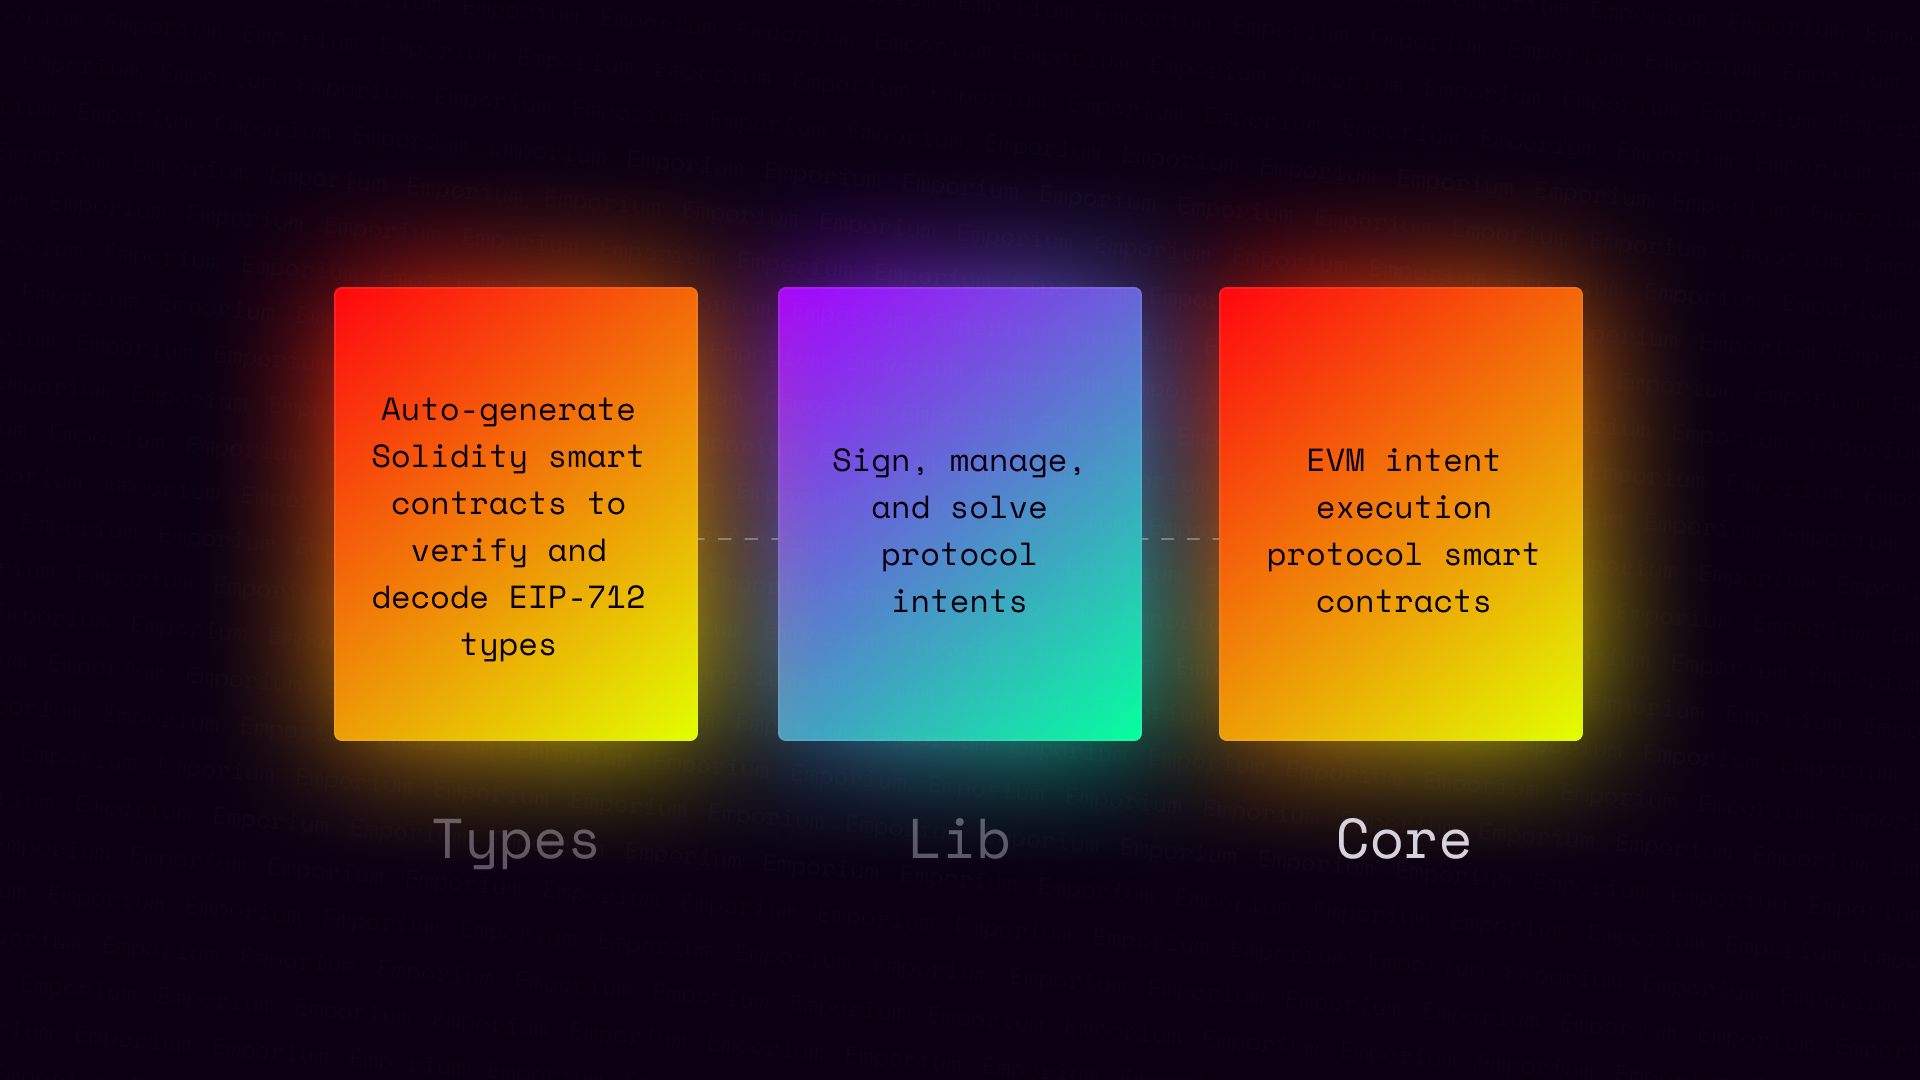 Auto-generate
Solidity smart
contracts to
verify and
decode EIP-712
types
Types
Sign, manage,
and solve
protocol
intents
Lib
EVM intent
execution
protocol smart
contracts
Core
Emporium